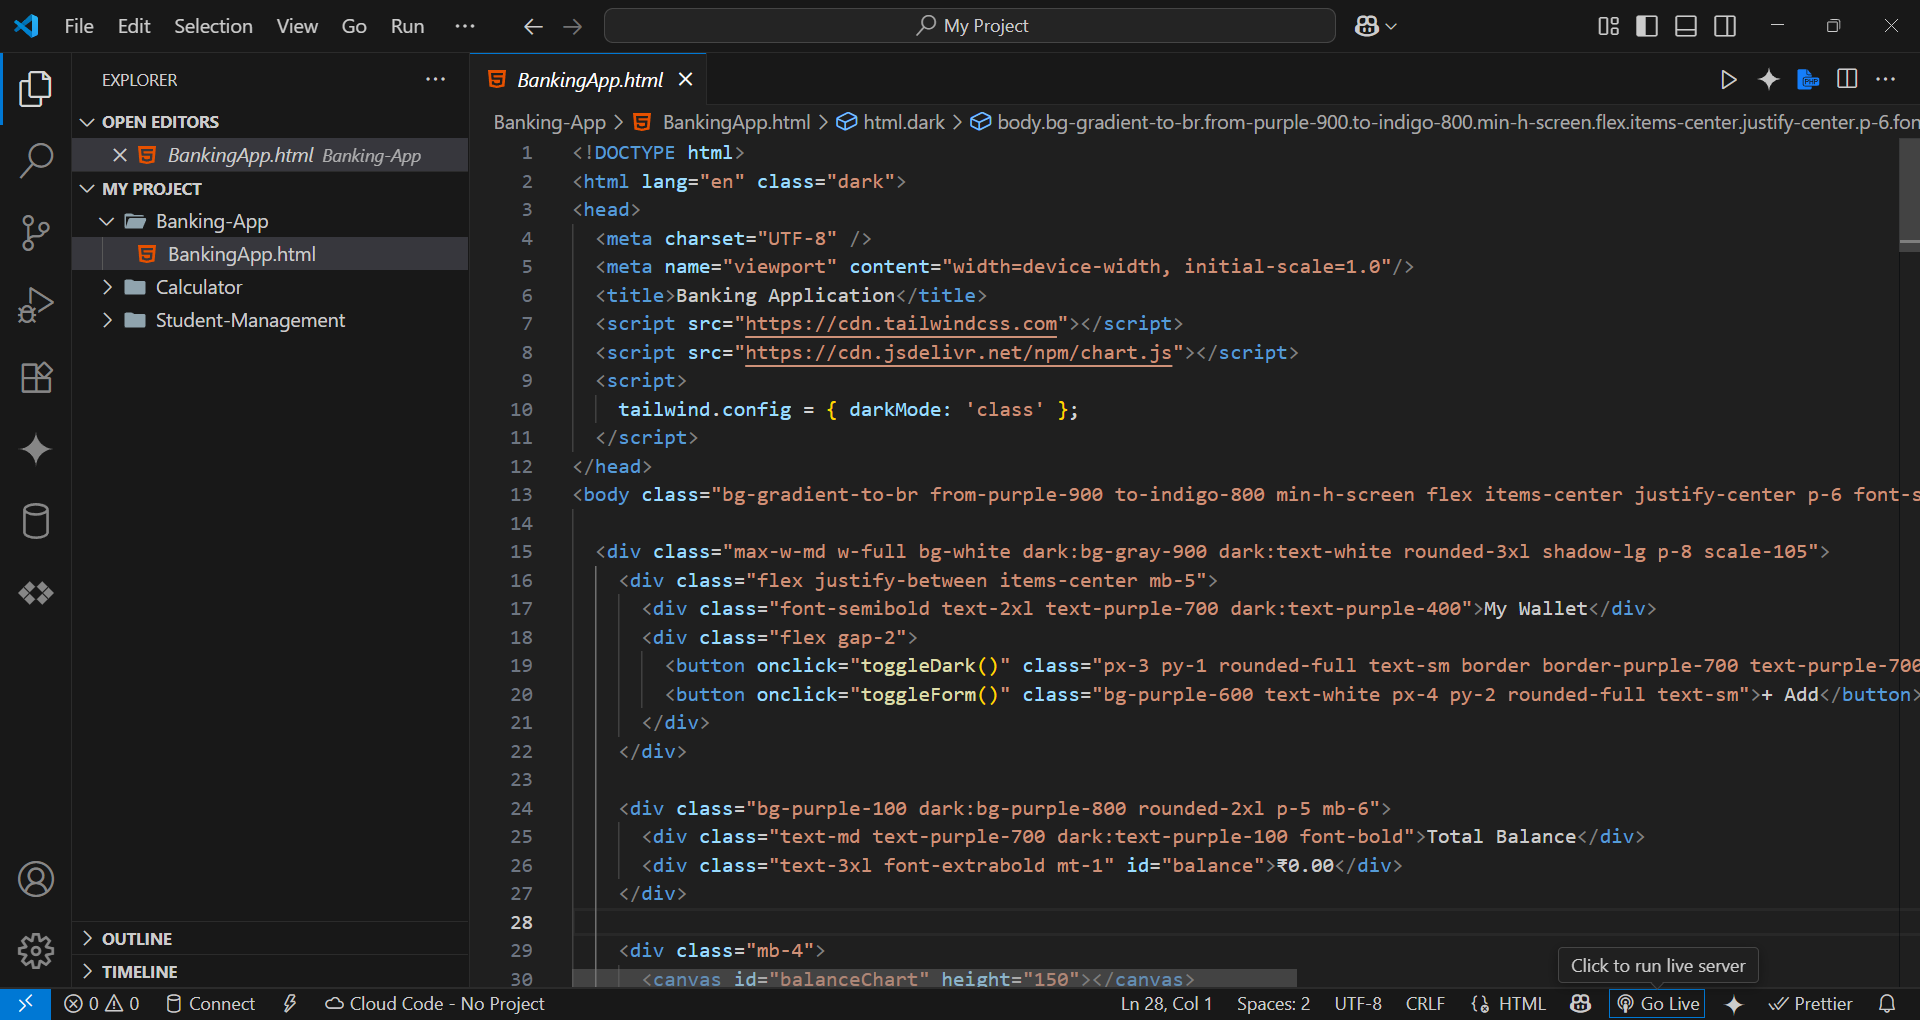 File Edit Selection View Go Run ··· My Project
EXPLORER ···
OPEN EDITORS
BankingApp.html Banking-App
MY PROJECT
Banking-App
BankingApp.html
Calculator
Student-Management
OUTLINE
TIMELINE
BankingApp.html
Banking-App > BankingApp.html > html.dark > body.bg-gradient-to-br.from-purple-900.to-indigo-800.min-h-screen.flex.items-center.justify-center.p-6.fon
1 <!DOCTYPE html>
2 <html lang="en" class="dark">
3 <head>
4 <meta charset="UTF-8" />
5 <meta name="viewport" content="width=device-width, initial-scale=1.0"/>
6 <title>Banking Application</title>
7 <script src="https://cdn.tailwindcss.com"></script>
8 <script src="https://cdn.jsdelivr.net/npm/chart.js"></script>
9 <script>
10 tailwind.config = { darkMode: 'class' };
11 </script>
12 </head>
13 <body class="bg-gradient-to-br from-purple-900 to-indigo-800 min-h-screen flex items-center justify-center p-6 font-s
14
15 <div class="max-w-md w-full bg-white dark:bg-gray-900 dark:text-white rounded-3xl shadow-lg p-8 scale-105">
16 <div class="flex justify-between items-center mb-5">
17 <div class="font-semibold text-2xl text-purple-700 dark:text-purple-400">My Wallet</div>
18 <div class="flex gap-2">
19 <button onclick="toggleDark()" class="px-3 py-1 rounded-full text-sm border border-purple-700 text-purple-700
20 <button onclick="toggleForm()" class="bg-purple-600 text-white px-4 py-2 rounded-full text-sm">+ Add</button>
21 </div>
22 </div>
23
24 <div class="bg-purple-100 dark:bg-purple-800 rounded-2xl p-5 mb-6">
25 <div class="text-md text-purple-700 dark:text-purple-100 font-bold">Total Balance</div>
26 <div class="text-3xl font-extrabold mt-1" id="balance">₹0.00</div>
27 </div>
28
29 <div class="mb-4">
30 <canvas id="balanceChart" height="150"></canvas>
Click to run live server
0 0 Connect Cloud Code - No Project Ln 28, Col 1 Spaces: 2 UTF-8 CRLF HTML Go Live Prettier